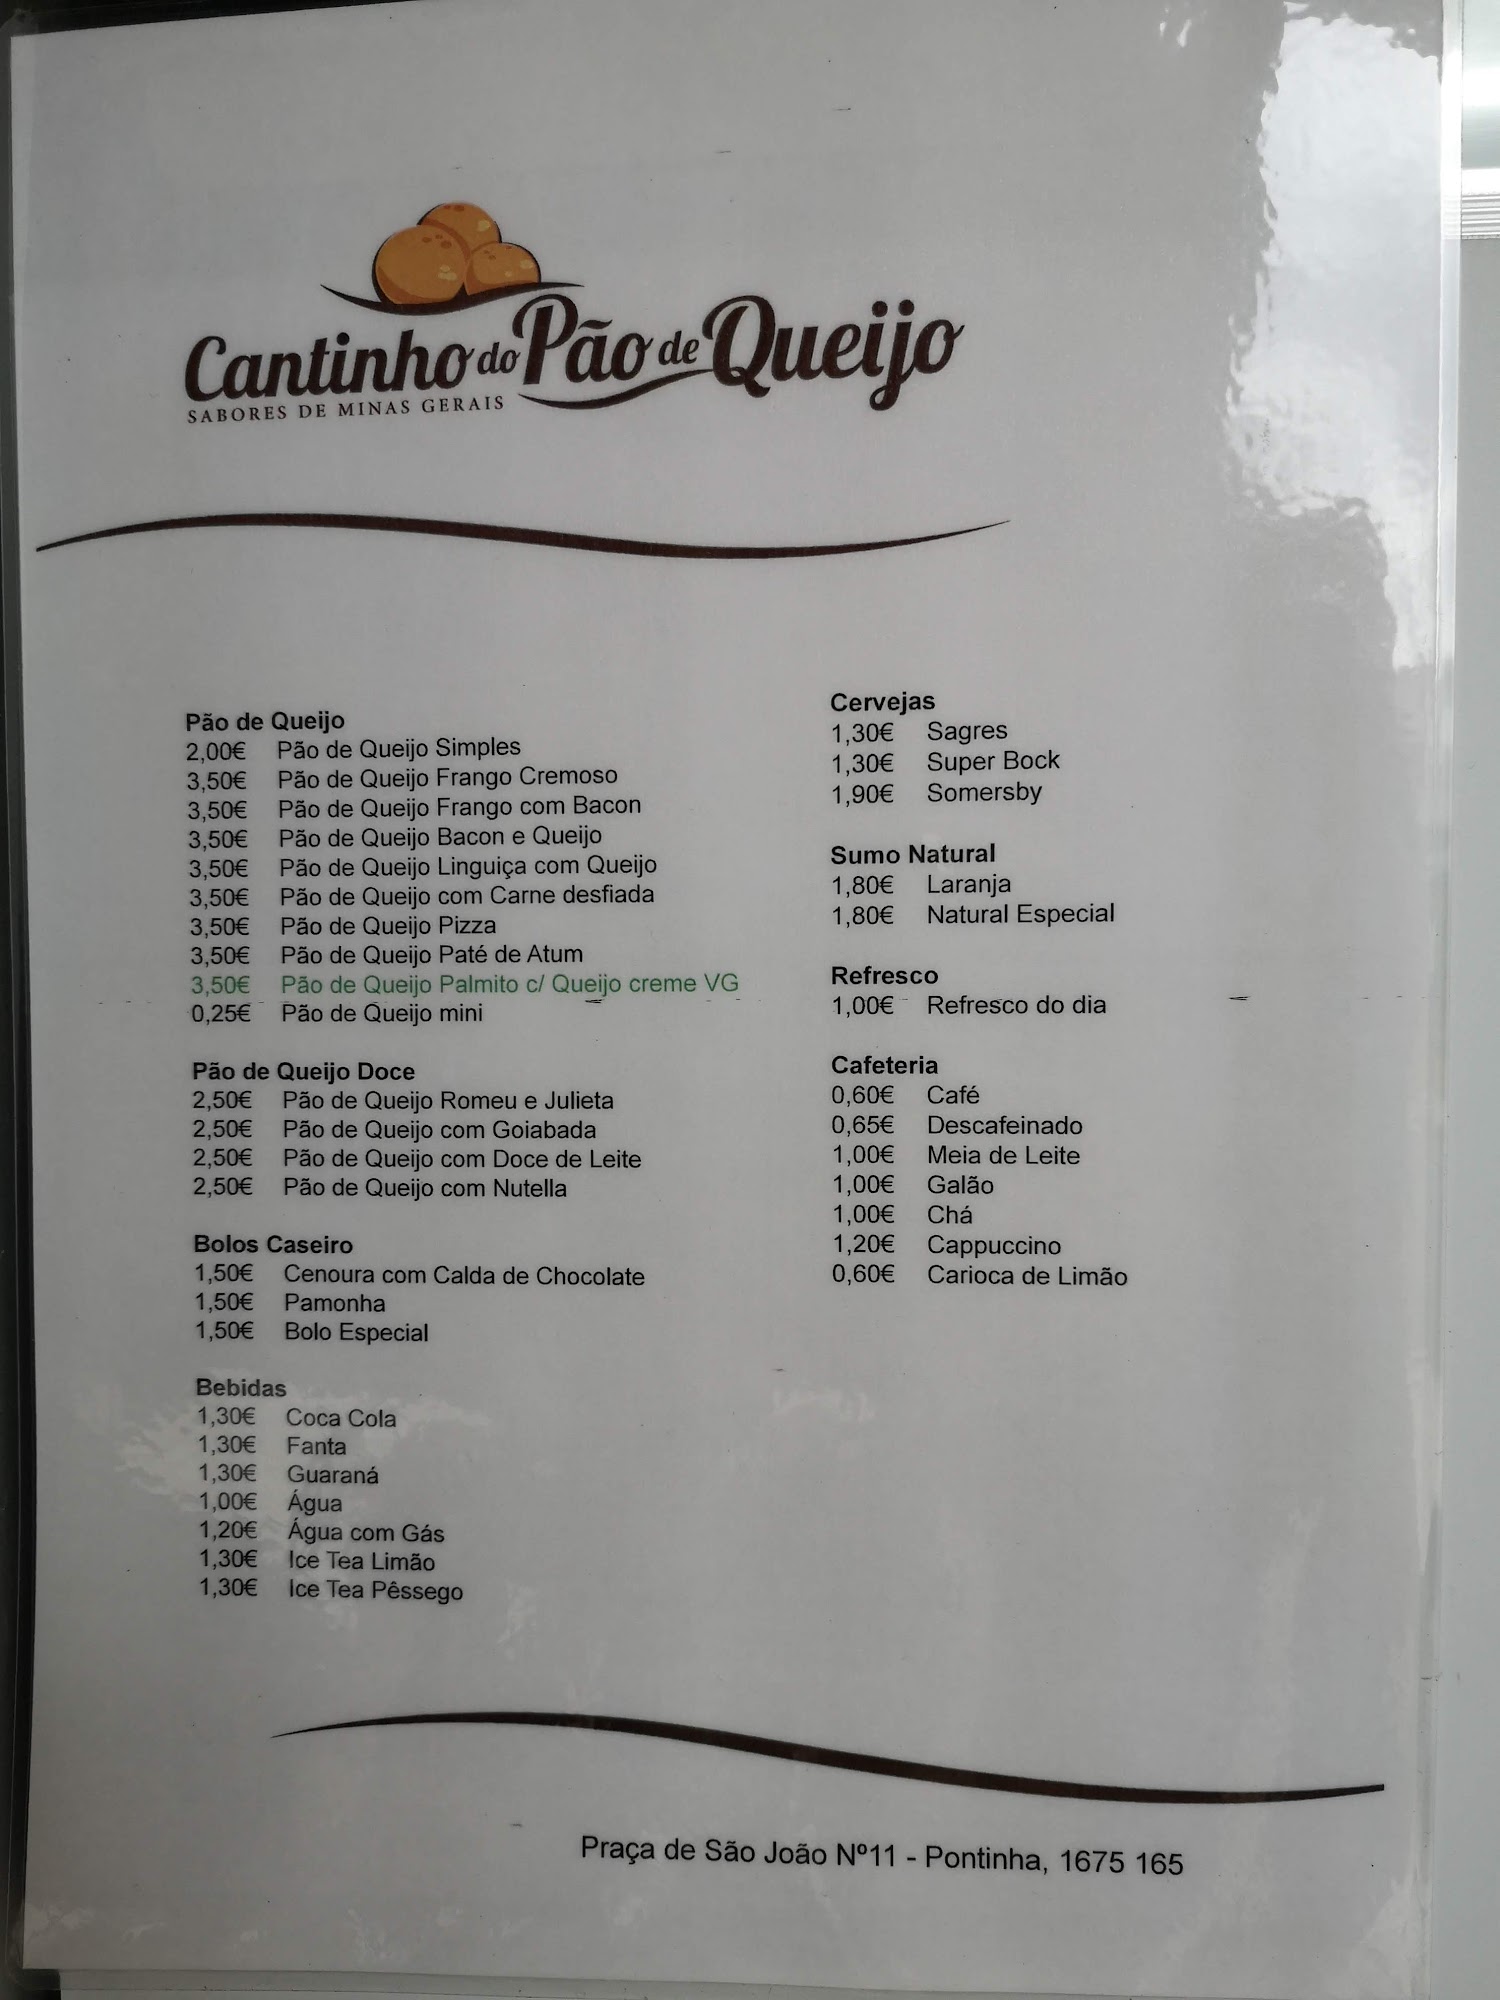 Cantinho do Pão de Queijo
SABORES DE MINAS GERAIS
Pão de Queijo
2,00€ Pão de Queijo Simples
3,50€ Pão de Queijo Frango Cremoso
3,50€ Pão de Queijo Frango com Bacon
3,50€ Pão de Queijo Bacon e Queijo
3,50€ Pão de Queijo Linguiça com Queijo
3,50€ Pão de Queijo com Carne desfiada
3,50€ Pão de Queijo Pizza
3,50€ Pão de Queijo Paté de Atum
3,50€ Pão de Queijo Palmito c/ Queijo creme VG
0,25€ Pão de Queijo mini
Pão de Queijo Doce
2,50€ Pão de Queijo Romeu e Julieta
2,50€ Pão de Queijo com Goiabada
2,50€ Pão de Queijo com Doce de Leite
2,50€ Pão de Queijo com Nutella
Bolos Caseiro
1,50€ Cenoura com Calda de Chocolate
1,50€ Pamonha
1,50€ Bolo Especial
Bebidas
1,30€ Coca Cola
1,30€ Fanta
1,30€ Guaraná
1,00€ Água
1,20€ Água com Gás
1,30€ Ice Tea Limão
1,30€ Ice Tea Pêssego
Cervejas
1,30€ Sagres
1,30€ Super Bock
1,90€ Somersby
Sumo Natural
1,80€ Laranja
1,80€ Natural Especial
Refresco
1,00€ Refresco do dia
Cafeteria
0,60€ Café
0,65€ Descafeinado
1,00€ Meia de Leite
1,00€ Galão
1,00€ Chá
1,20€ Cappuccino
0,60€ Carioca de Limão
Praça de São João Nº11 - Pontinha, 1675 165